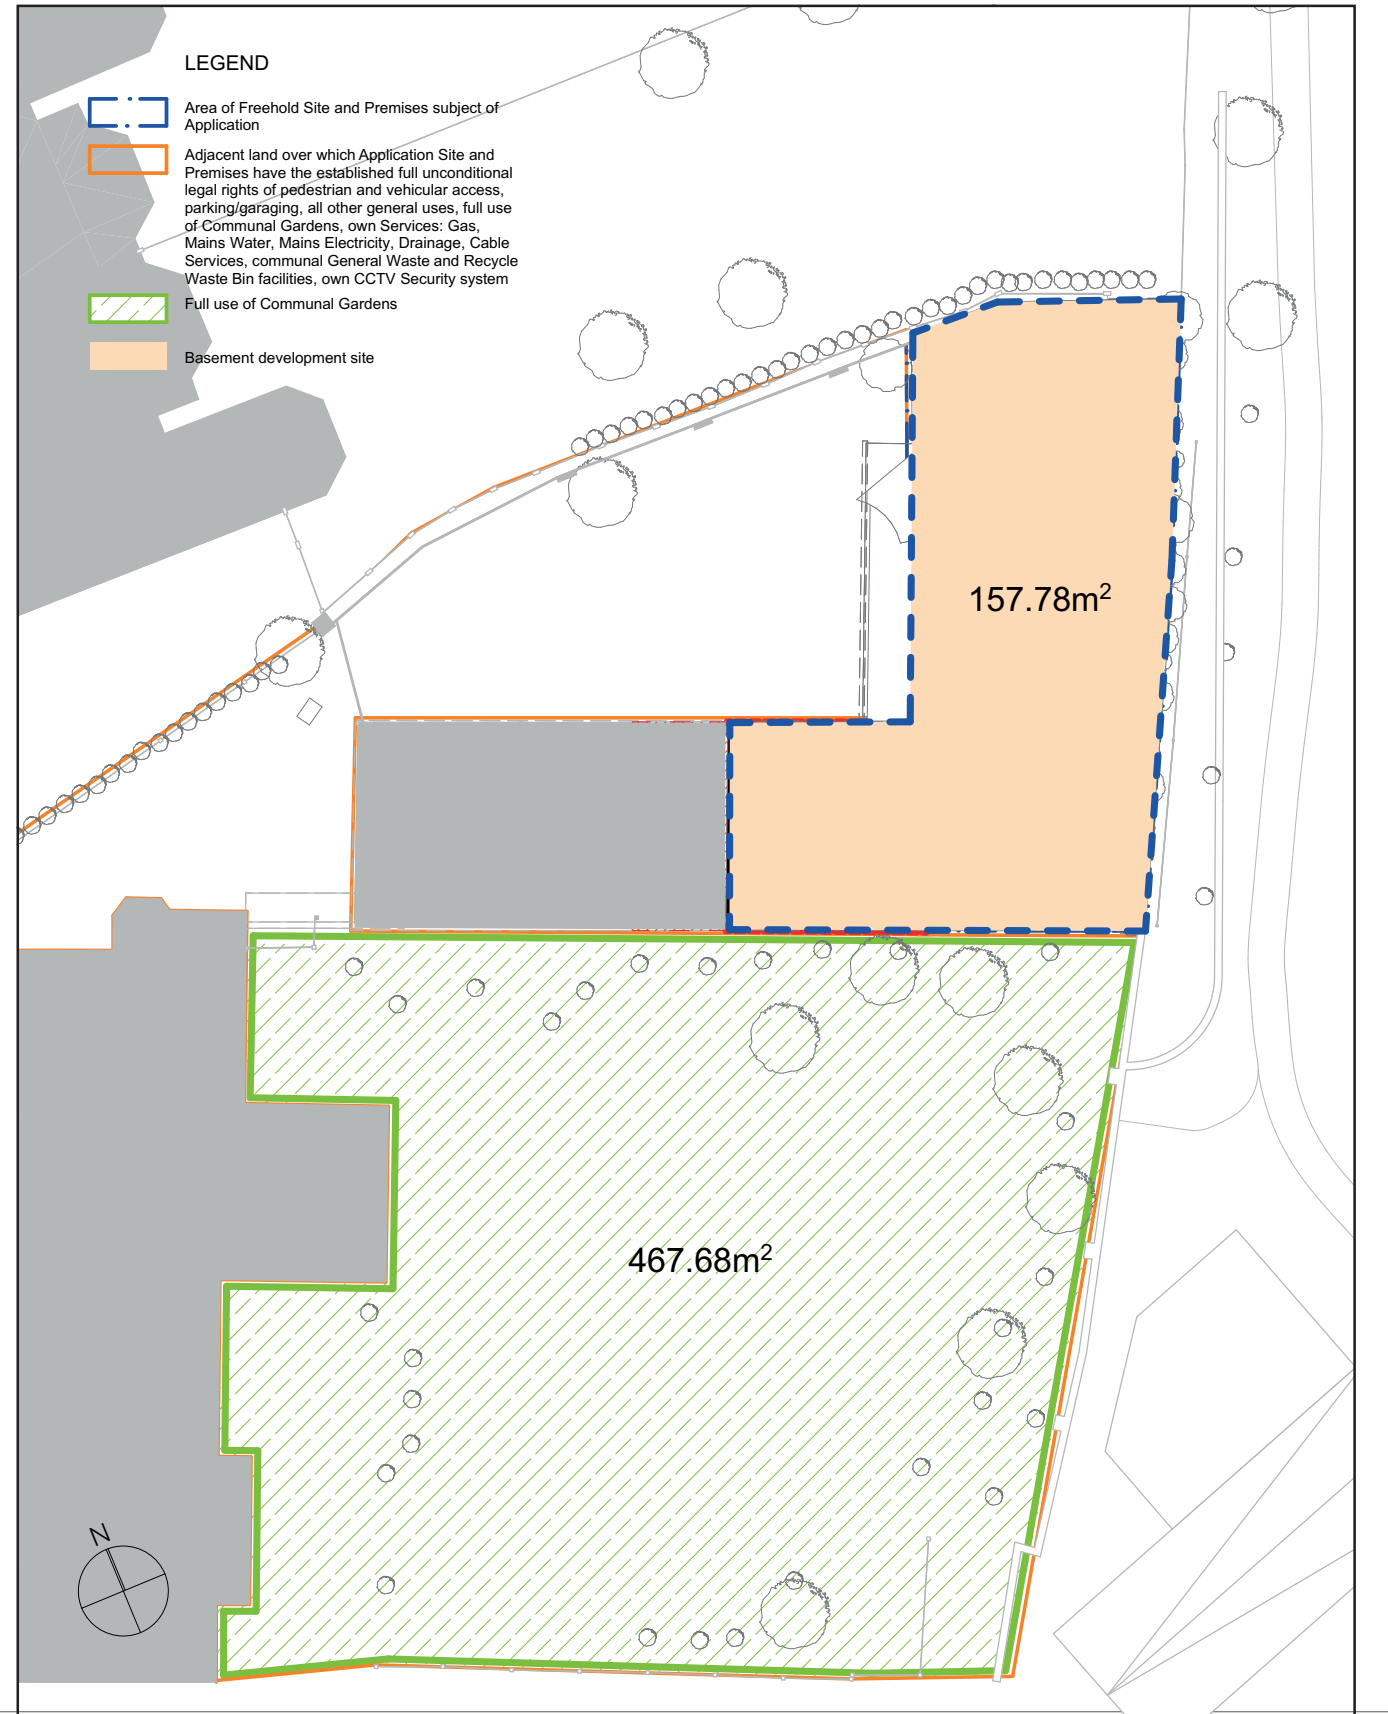 LEGEND
Area of Freehold Site and Premises subject of
Application
Adjacent land over which Application Site and
Premises have the established full unconditional
legal rights of pedestrian and vehicular access,
parking/garaging, all other general uses, full use
of Communal Gardens, own Services: Gas,
Mains Water, Mains Electricity, Drainage, Cable
Services, communal General Waste and Recycle
Waste Bin facilities, own CCTV Security system
Full use of Communal Gardens
Basement development site
157.78m²
467.68m²
N